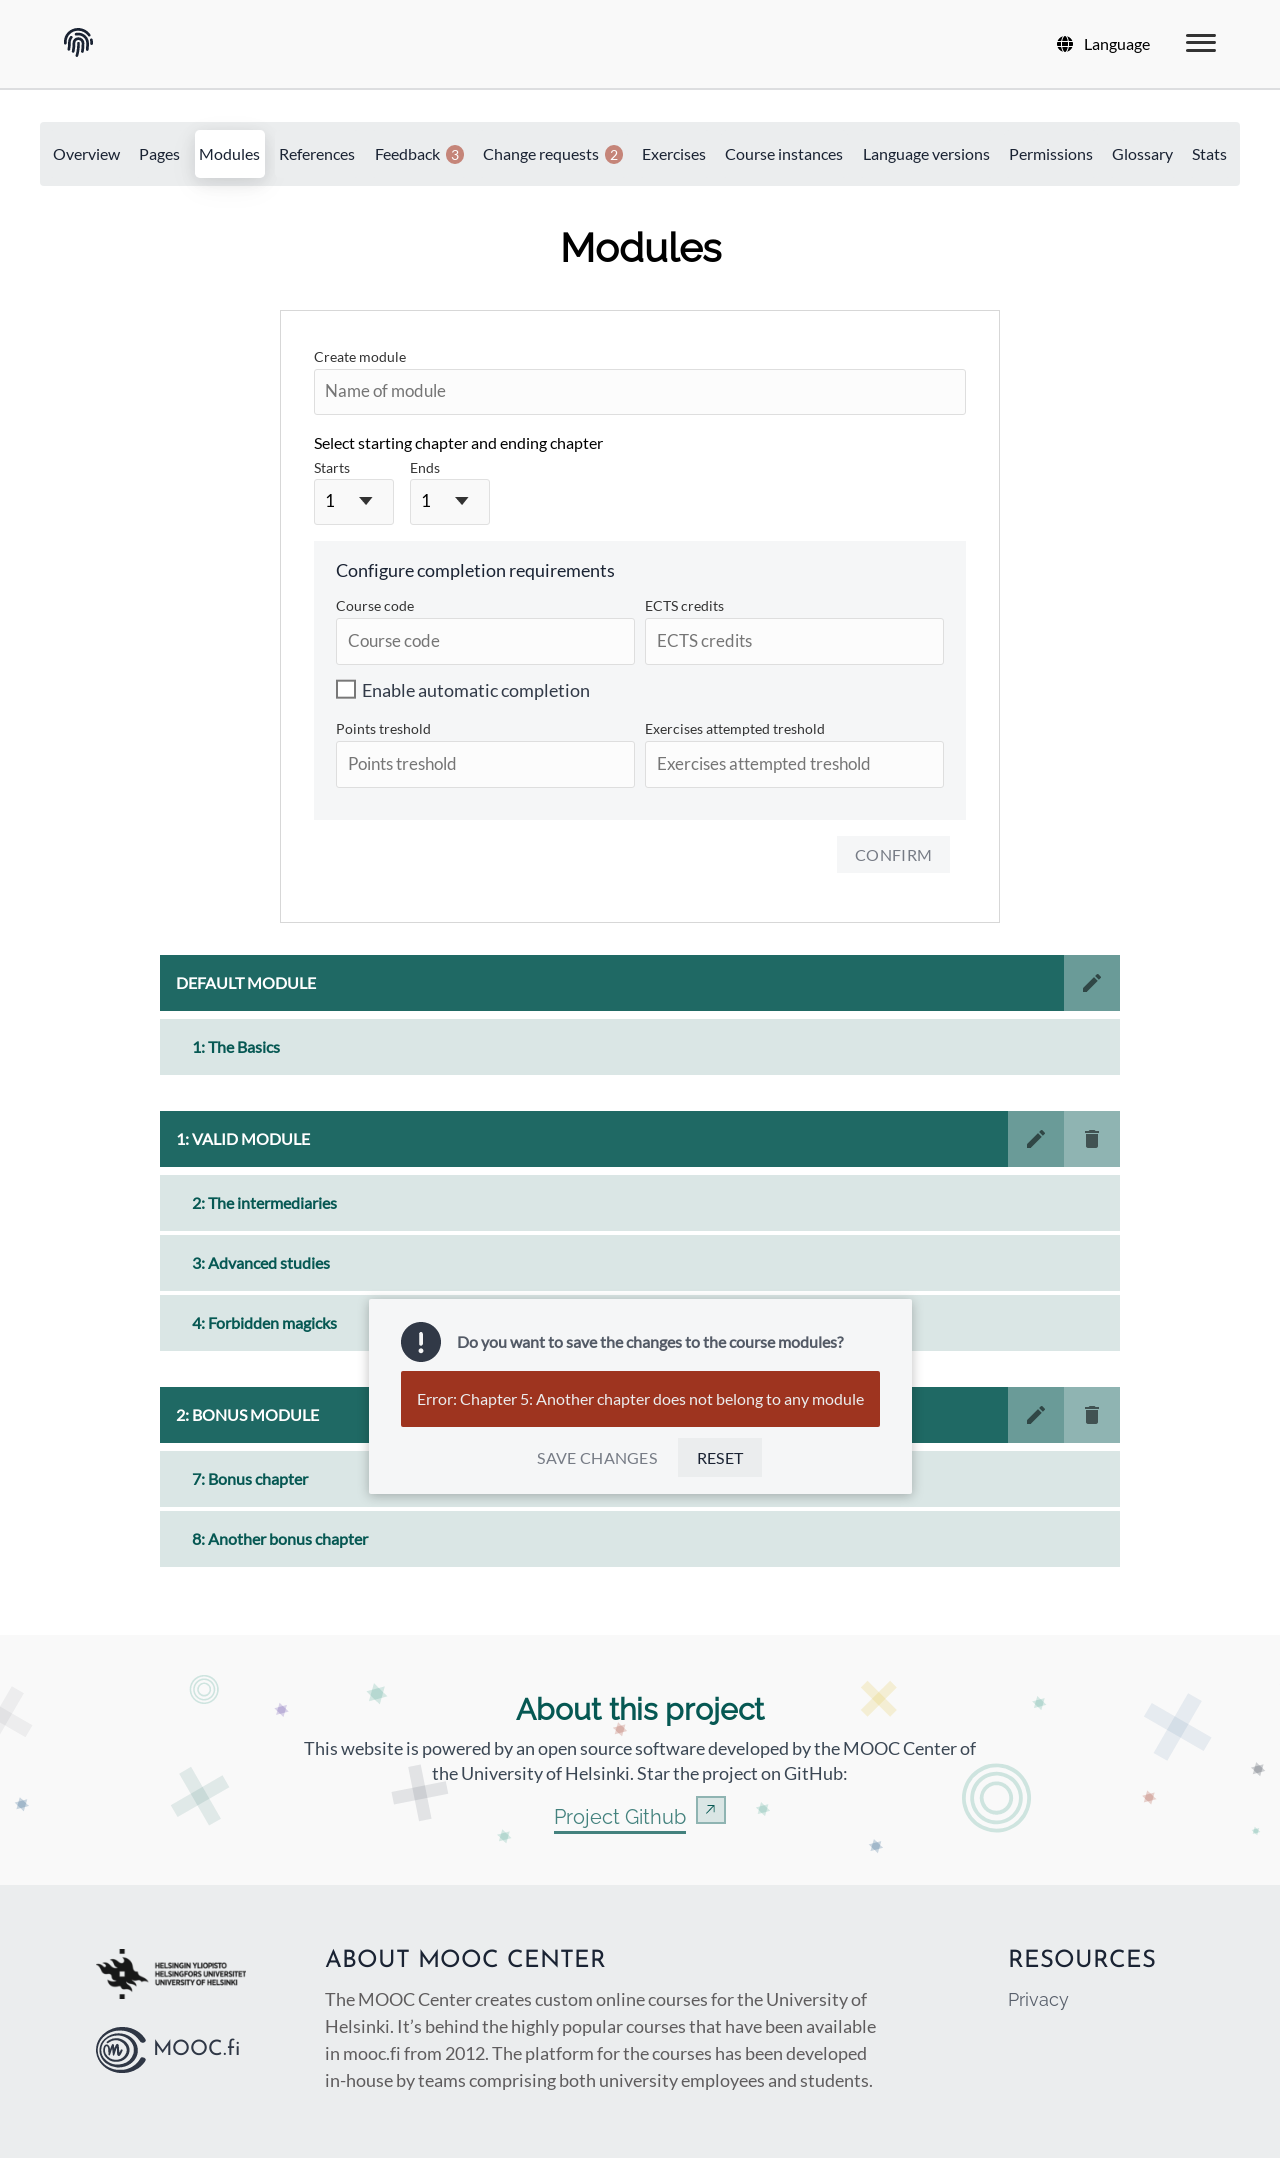 Language
Overview Pages Modules References Feedback 3 Change requests 2 Exercises Course instances Language versions Permissions Glossary Stats
Modules
Create module
Name of module
Select starting chapter and ending chapter
Starts Ends
1 1
Configure completion requirements
Course code ECTS credits
Course code ECTS credits
Enable automatic completion
Points treshold Exercises attempted treshold
Points treshold Exercises attempted treshold
CONFIRM
DEFAULT MODULE
1: The Basics
1: VALID MODULE
2: The intermediaries
3: Advanced studies
4: Forbidden magicks
Do you want to save the changes to the course modules?
Error: Chapter 5: Another chapter does not belong to any module
SAVE CHANGES RESET
2: BONUS MODULE
7: Bonus chapter
8: Another bonus chapter
About this project
This website is powered by an open source software developed by the MOOC Center of
the University of Helsinki. Star the project on GitHub:
Project Github
HELSINGIN YLIOPISTO
HELSINGFORS UNIVERSITET
UNIVERSITY OF HELSINKI
MOOC.fi
ABOUT MOOC CENTER
The MOOC Center creates custom online courses for the University of
Helsinki. It’s behind the highly popular courses that have been available
in mooc.fi from 2012. The platform for the courses has been developed
in-house by teams comprising both university employees and students.
RESOURCES
Privacy